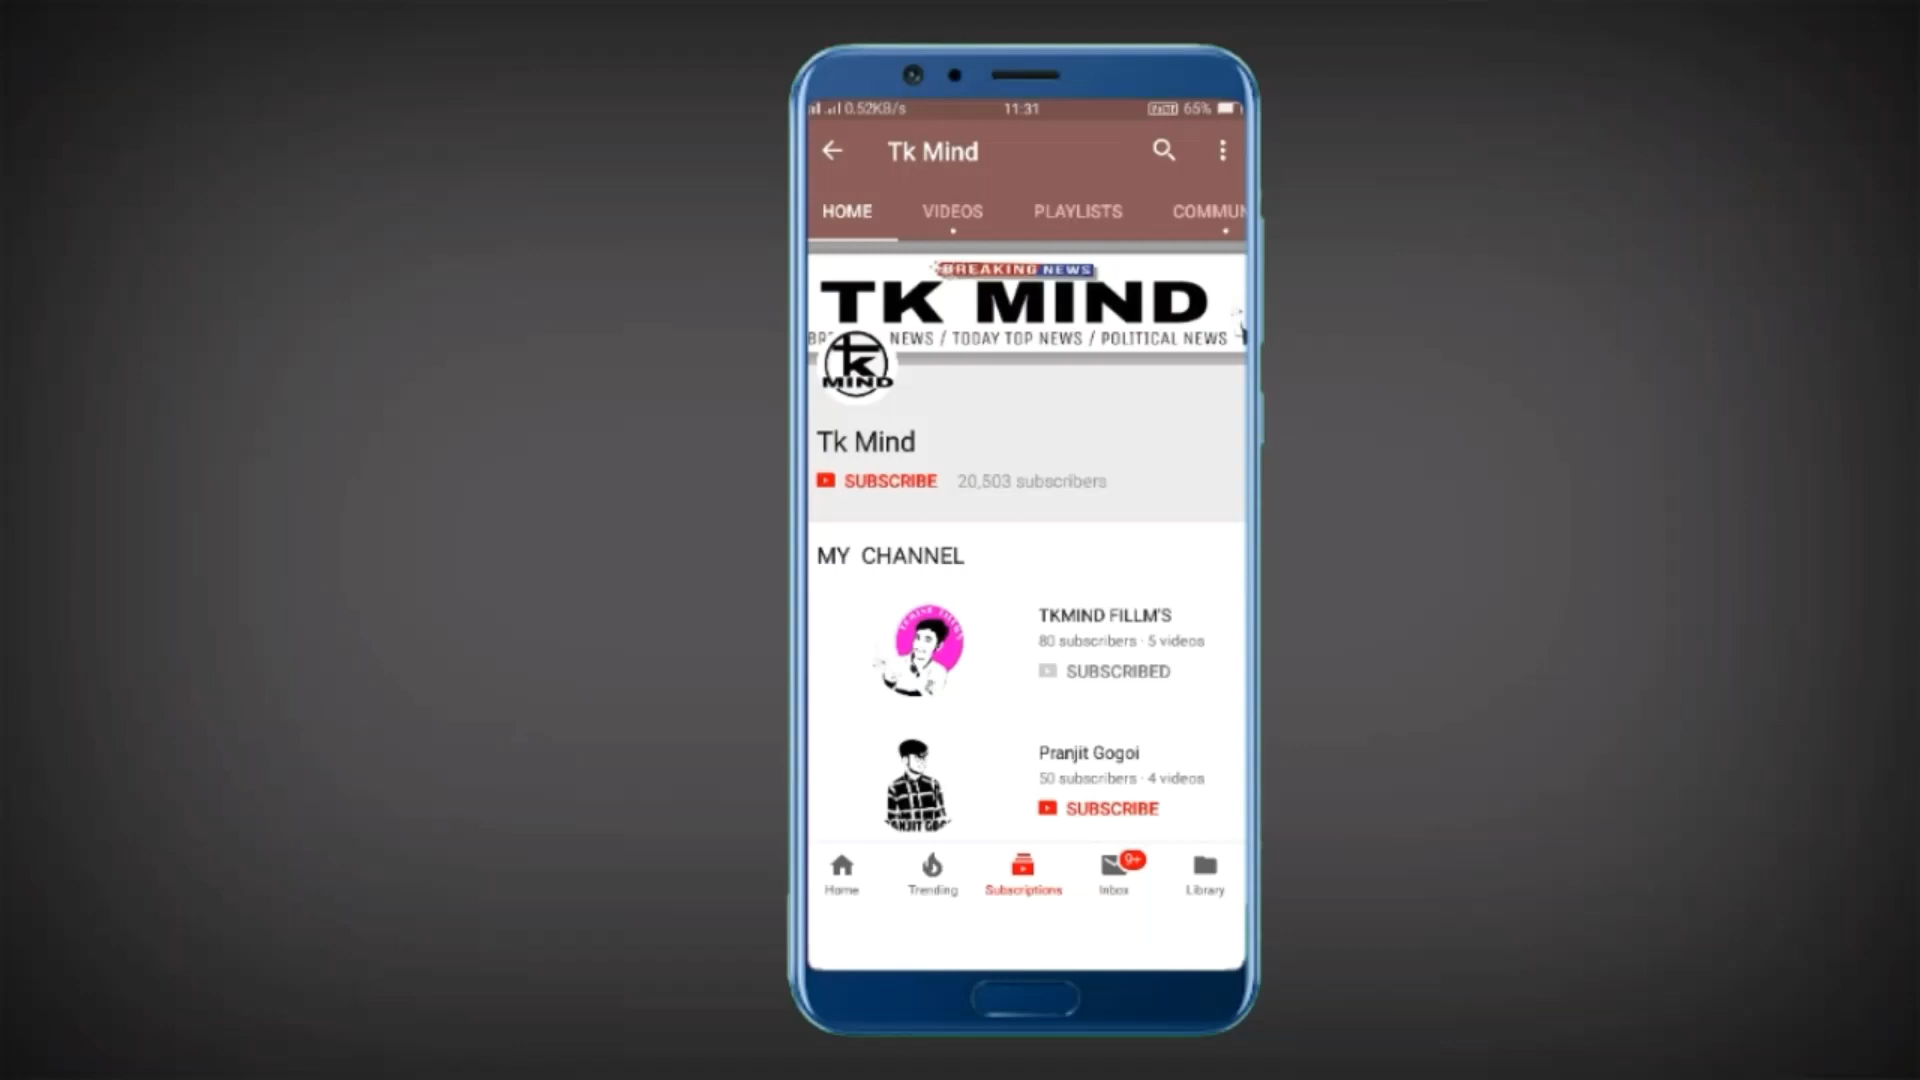 0.52KB/s 11:31 65%
Tk Mind
HOME VIDEOS PLAYLISTS COMMUN
BREAKING NEWS
TK MIND
NEWS / TODAY TOP NEWS / POLITICAL NEWS
tk
MIND
Tk Mind
SUBSCRIBE 20,503 subscribers
MY CHANNEL
TKMIND FILLM'S
80 subscribers · 5 videos
SUBSCRIBED
Pranjit Gogoi
50 subscribers · 4 videos
SUBSCRIBE
9+
Home Trending Subscriptions Inbox Library